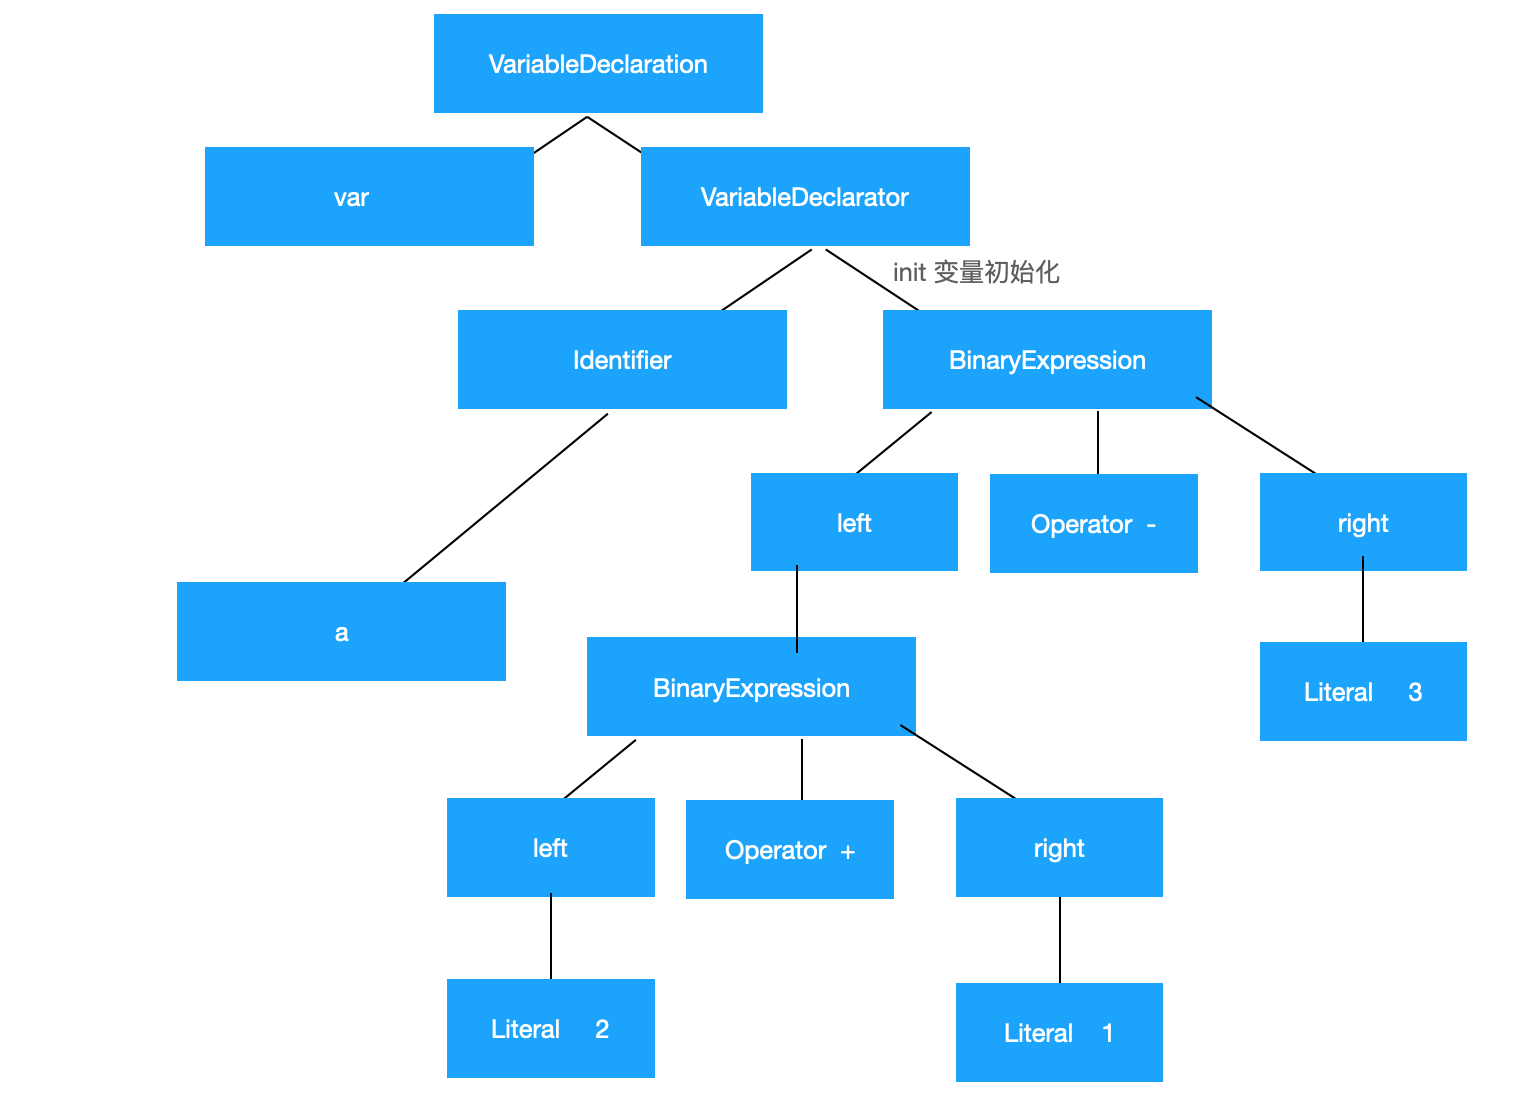 VariableDeclaration
var
VariableDeclarator
init 变量初始化
Identifier
BinaryExpression
left
Operator -
right
a
BinaryExpression
Literal 3
left
Operator +
right
Literal 2
Literal 1